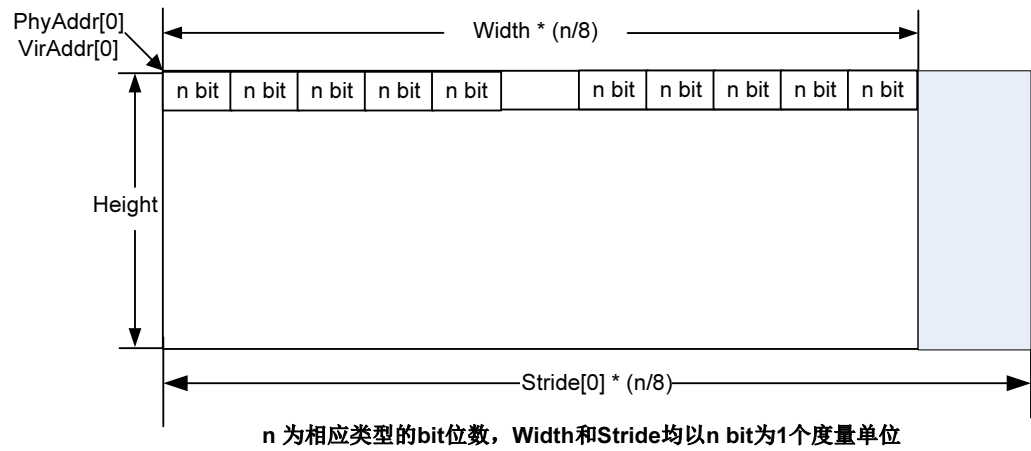 PhyAddr[0]
VirAddr[0]
Width * (n/8)
n bit n bit n bit n bit n bit n bit n bit n bit n bit n bit
Height
Stride[0] * (n/8)
n 为相应类型的bit位数，Width和Stride均以n bit为1个度量单位